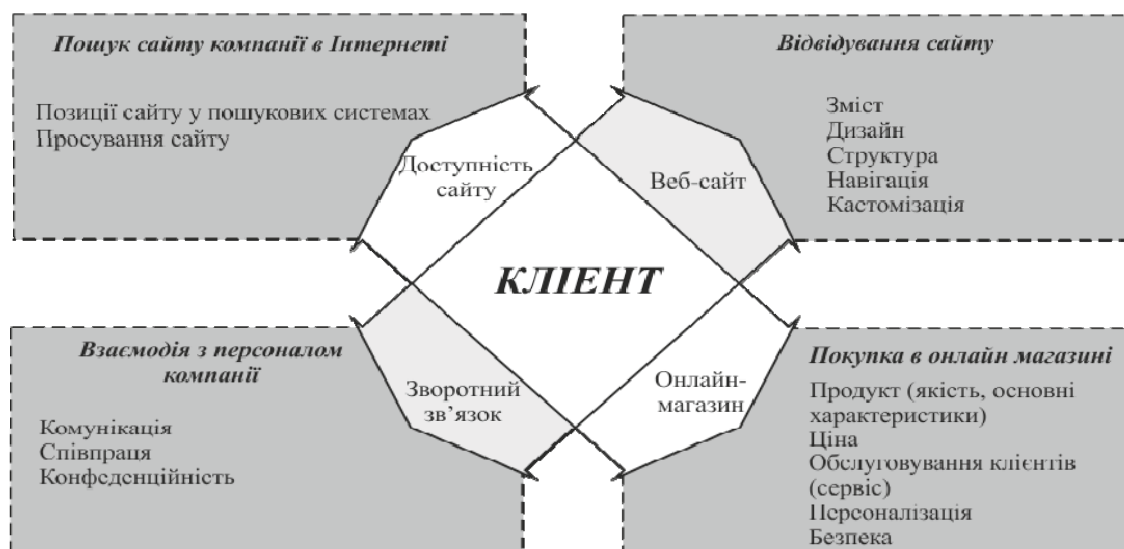 Пошук сайту компанії в Інтернеті
Позиції сайту у пошукових системах
Просування сайту
Доступність
сайту
Відвідування сайту
Зміст
Дизайн
Структура
Навігація
Кастомізація
Веб-сайт
КЛІЕНТ
Взаємодія з персоналом
компанії
Комунікація
Співпраця
Конфеденційність
Зворотний
зв’язок
Онлайн-
магазин
Покупка в онлайн магазині
Продукт (якість, основні
характеристики)
Ціна
Обслуговування клієнтів
(сервіс)
Персоналізація
Безпека